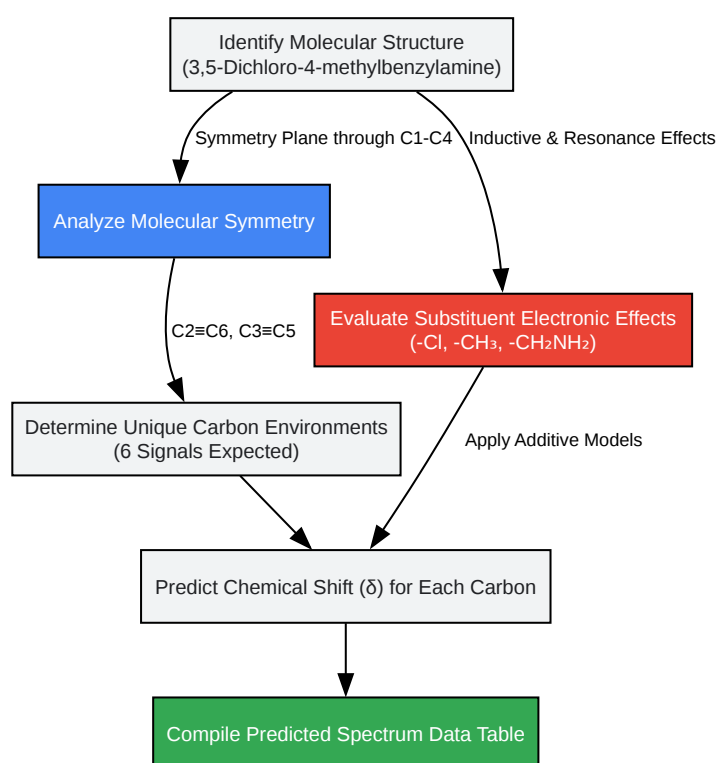 Identify Molecular Structure
(3,5-Dichloro-4-methylbenzylamine)
Symmetry Plane through C1-C4
Inductive & Resonance Effects
Analyze Molecular Symmetry
Evaluate Substituent Electronic Effects
(-Cl, -CH₃, -CH₂NH₂)
C2≡C6, C3≡C5
Determine Unique Carbon Environments
(6 Signals Expected)
Apply Additive Models
Predict Chemical Shift (δ) for Each Carbon
Compile Predicted Spectrum Data Table